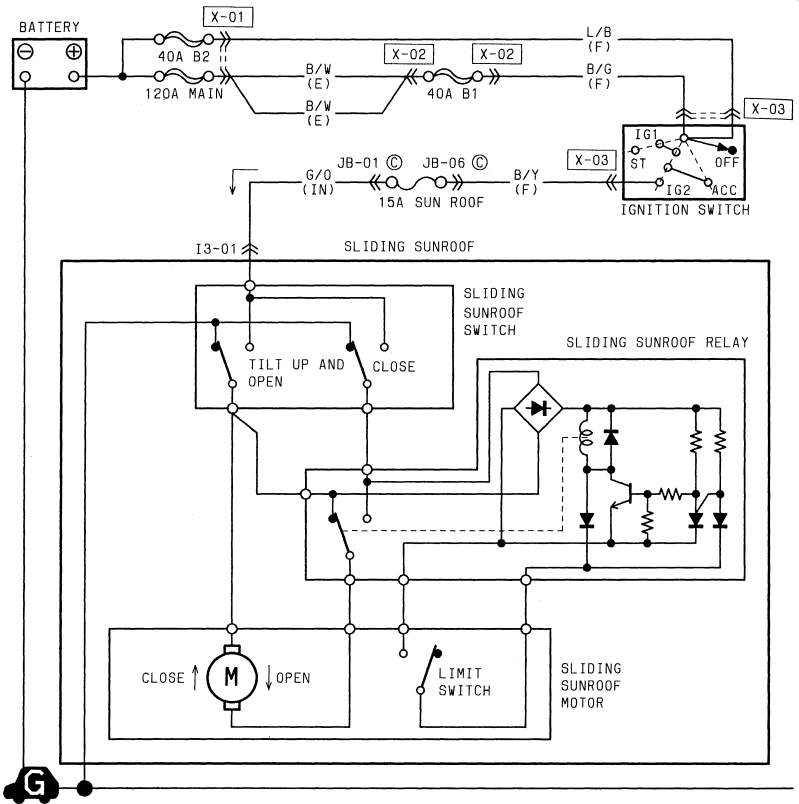 BATTERY
X-01
L/B
(F)
40A B2
X-02
X-02
B/W
(E)
B/G
(F)
120A MAIN
40A B1
B/W
(E)
X-03
IG1
ST
OFF
JB-01 Ⓒ
JB-06 Ⓒ
X-03
G/O
(IN)
B/Y
(F)
15A SUN ROOF
IG2
ACC
IGNITION SWITCH
I3~01
SLIDING SUNROOF
SLIDING
SUNROOF
SWITCH
SLIDING SUNROOF RELAY
TILT UP AND
OPEN
CLOSE
CLOSE
M
OPEN
LIMIT
SWITCH
SLIDING
SUNROOF
MOTOR
G